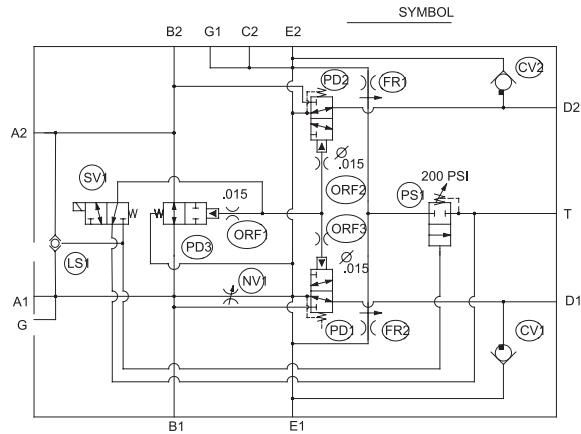 SYMBOL
B2 G1 C2 E2
PD2 FR1 CV2
D2
A2
SV1
.015
200 PSI
.015
ORF2
PS1
T
ORF1
ORF3
PD3
.015
LS1
NV1
A1
D1
G
PD1 FR2 CV1
B1 E1